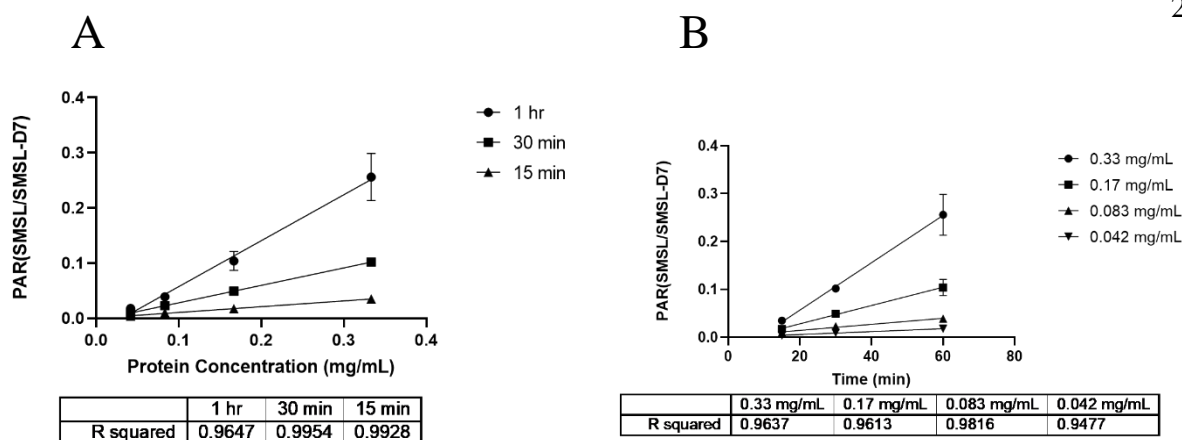 2
A
B
PAR(SMSL/SMSL-D7)
0.4
0.3
0.2
0.1
0.0
0.0 0.1 0.2 0.3 0.4
Protein Concentration (mg/mL)
1 hr
30 min
15 min
1 hr 30 min 15 min
R squared 0.9647 0.9954 0.9928
PAR(SMSL/SMSL-D7)
0.4
0.3
0.2
0.1
0.0
0 20 40 60 80
Time (min)
0.33 mg/mL
0.17 mg/mL
0.083 mg/mL
0.042 mg/mL
0.33 mg/mL 0.17 mg/mL 0.083 mg/mL 0.042 mg/mL
R squared 0.9637 0.9613 0.9816 0.9477